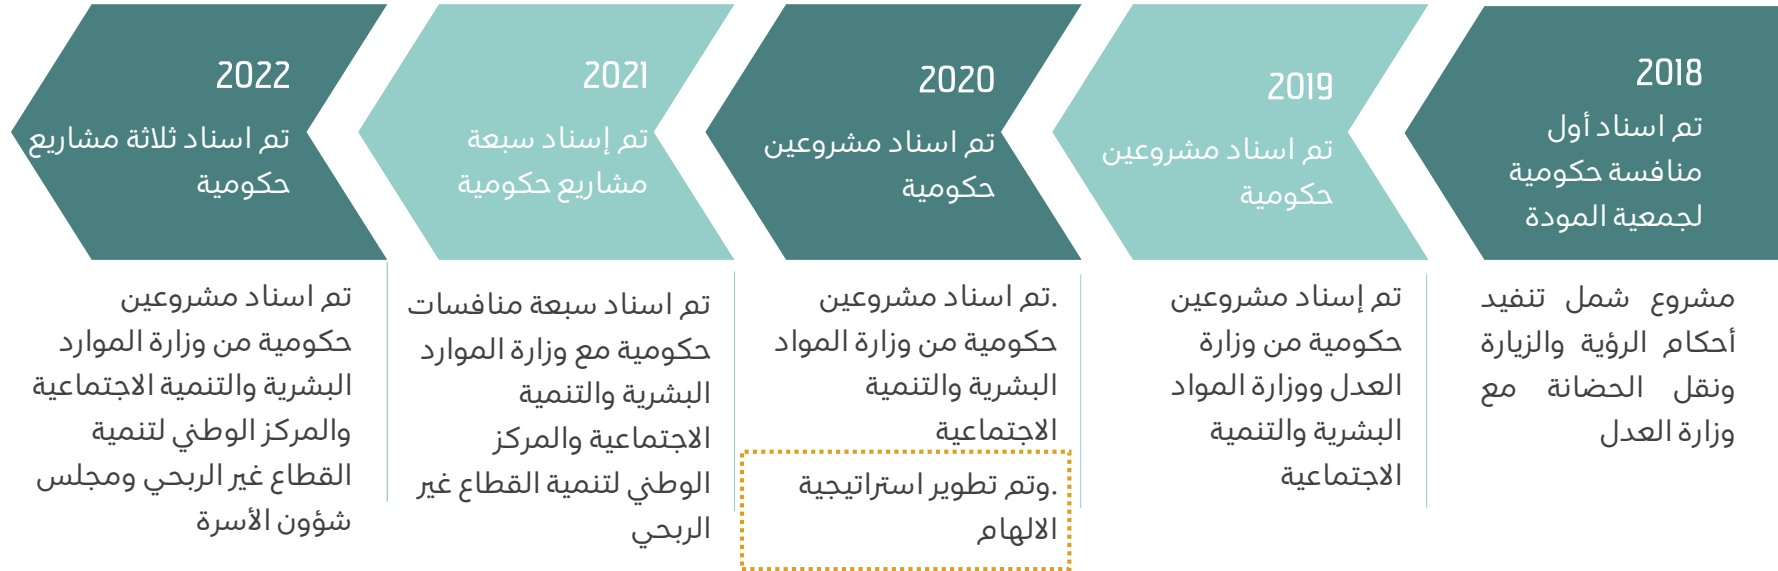 2018
تم اسناد أول
منافسة حكومية
لجمعية المودة
مشروع شمل تنفيد
أحكام الرؤية والزيارة
ونقل الحضانة مع
وزارة العدل
2019
تم اسناد مشروعين
حكومية
تم إسناد مشروعين
حكومية من وزارة
العدل ووزارة المواد
البشرية والتنمية
الاجتماعية
2020
تم اسناد مشروعين
حكومية
.تم اسناد مشروعين
حكومية من وزارة المواد
البشرية والتنمية
الاجتماعية
.وتم تطوير استراتيجية
الالهام
2021
تم إسناد سبعة
مشاريع حكومية
تم اسناد سبعة منافسات
حكومية مع وزارة الموارد
البشرية والتنمية
الاجتماعية والمركز
الوطني لتنمية القطاع غير
الربحي
2022
تم اسناد ثلاثة مشاريع
حكومية
تم اسناد مشروعين
حكومية من وزارة الموارد
البشرية والتنمية الاجتماعية
والمركز الوطني لتنمية
القطاع غير الربحي ومجلس
شؤون الأسرة